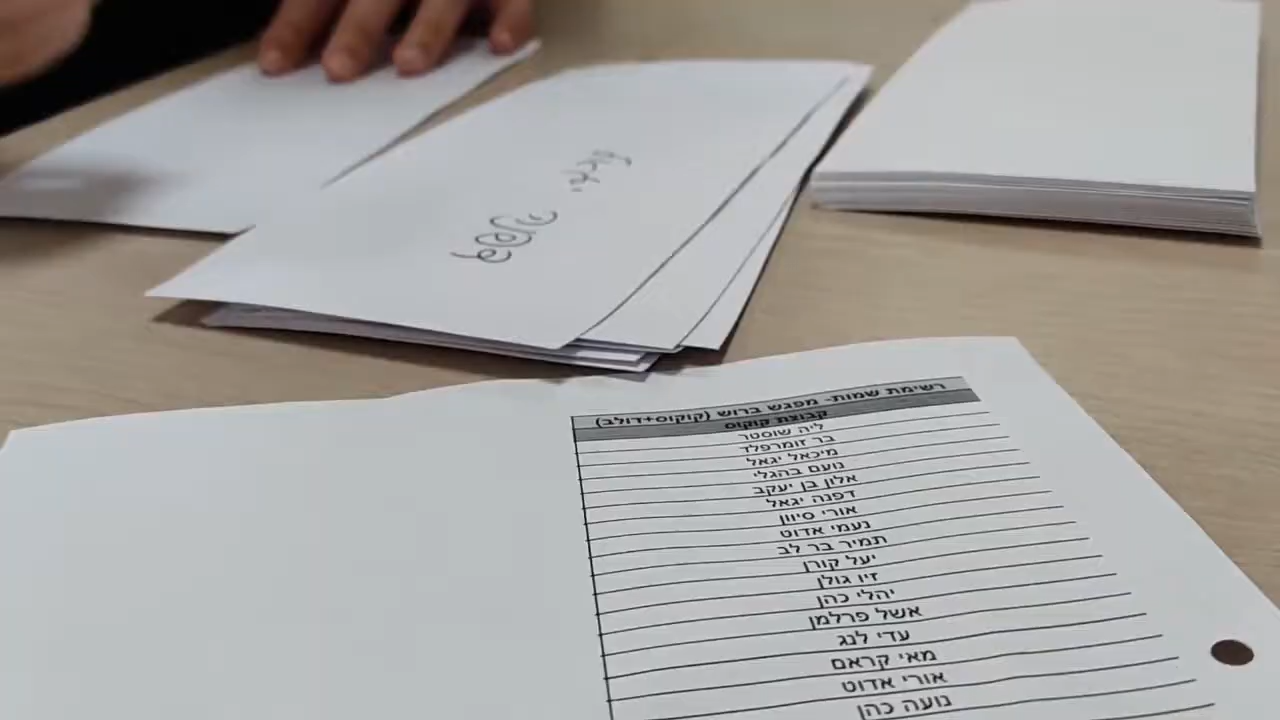 רשימת שמות- מפגש ברוש (קוקוס+דולב)
קבוצת קוקוס
ליה שוסטר
בר זומרפלד
מיכאל יגאל
נועם בהגלי
אלון בן יעקב
דפנה יגאל
אורי סיוון
נעמי אדוט
תמיר בר לב
יעל קורן
זיו גולן
יהלי כהן
אשל פרלמן
עדי לנג
מאי קראם
אורי אדוט
נועה כהן